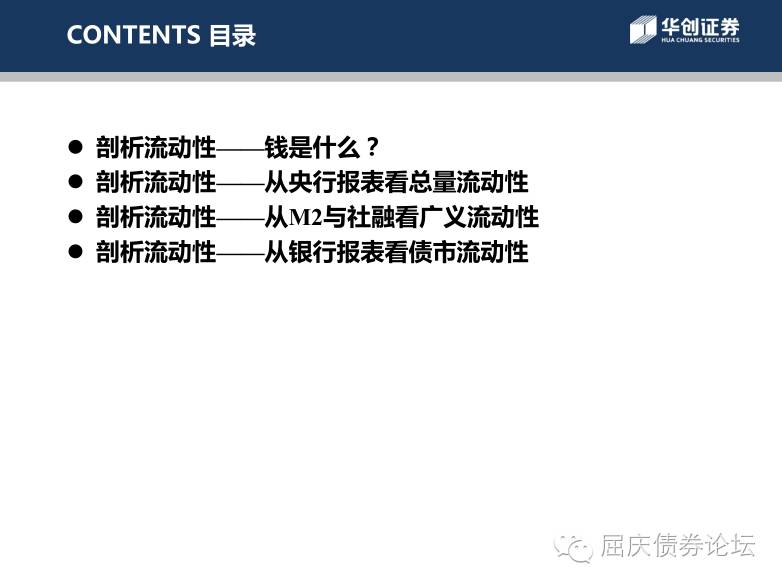 CONTENTS 目录
华创证券
HUA CHUANG SECURITIES
● 剖析流动性——钱是什么？
● 剖析流动性——从央行报表看总量流动性
● 剖析流动性——从M2与社融看广义流动性
● 剖析流动性——从银行报表看债市流动性
屈庆债券论坛